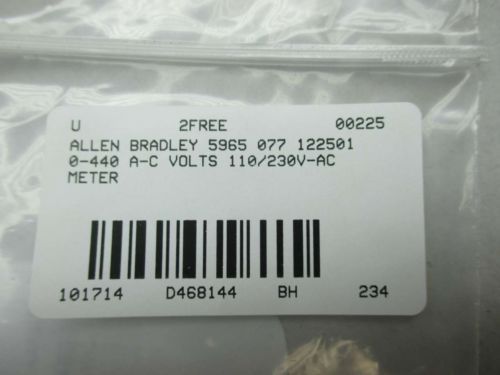 U 2FREE 00225
ALLEN BRADLEY 5965 077 122501
0-440 A-C VOLTS 110/230V-AC
METER
101714 D468144 BH 234